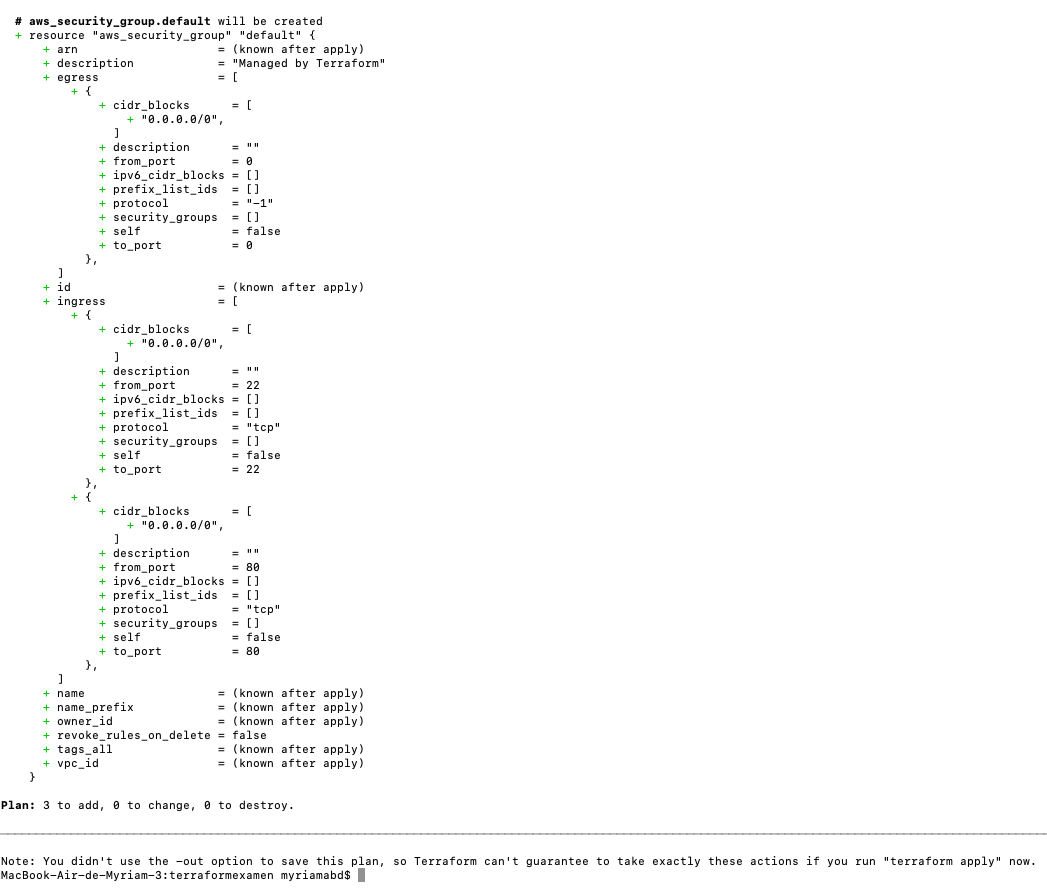 # aws_security_group.default will be created
+ resource "aws_security_group" "default" {
+ arn = (known after apply)
+ description = "Managed by Terraform"
+ egress = [
+ {
+ cidr_blocks = [
+ "0.0.0.0/0",
]
+ description = ""
+ from_port = 0
+ ipv6_cidr_blocks = []
+ prefix_list_ids = []
+ protocol = "-1"
+ security_groups = []
+ self = false
+ to_port = 0
},
]
+ id = (known after apply)
+ ingress = [
+ {
+ cidr_blocks = [
+ "0.0.0.0/0",
]
+ description = ""
+ from_port = 22
+ ipv6_cidr_blocks = []
+ prefix_list_ids = []
+ protocol = "tcp"
+ security_groups = []
+ self = false
+ to_port = 22
},
+ {
+ cidr_blocks = [
+ "0.0.0.0/0",
]
+ description = ""
+ from_port = 80
+ ipv6_cidr_blocks = []
+ prefix_list_ids = []
+ protocol = "tcp"
+ security_groups = []
+ self = false
+ to_port = 80
},
]
+ name = (known after apply)
+ name_prefix = (known after apply)
+ owner_id = (known after apply)
+ revoke_rules_on_delete = false
+ tags_all = (known after apply)
+ vpc_id = (known after apply)
}
Plan: 3 to add, 0 to change, 0 to destroy.
Note: You didn't use the -out option to save this plan, so Terraform can't guarantee to take exactly these actions if you run "terraform apply" now.
MacBook-Air-de-Myriam-3:terraformexamen myriamabd$